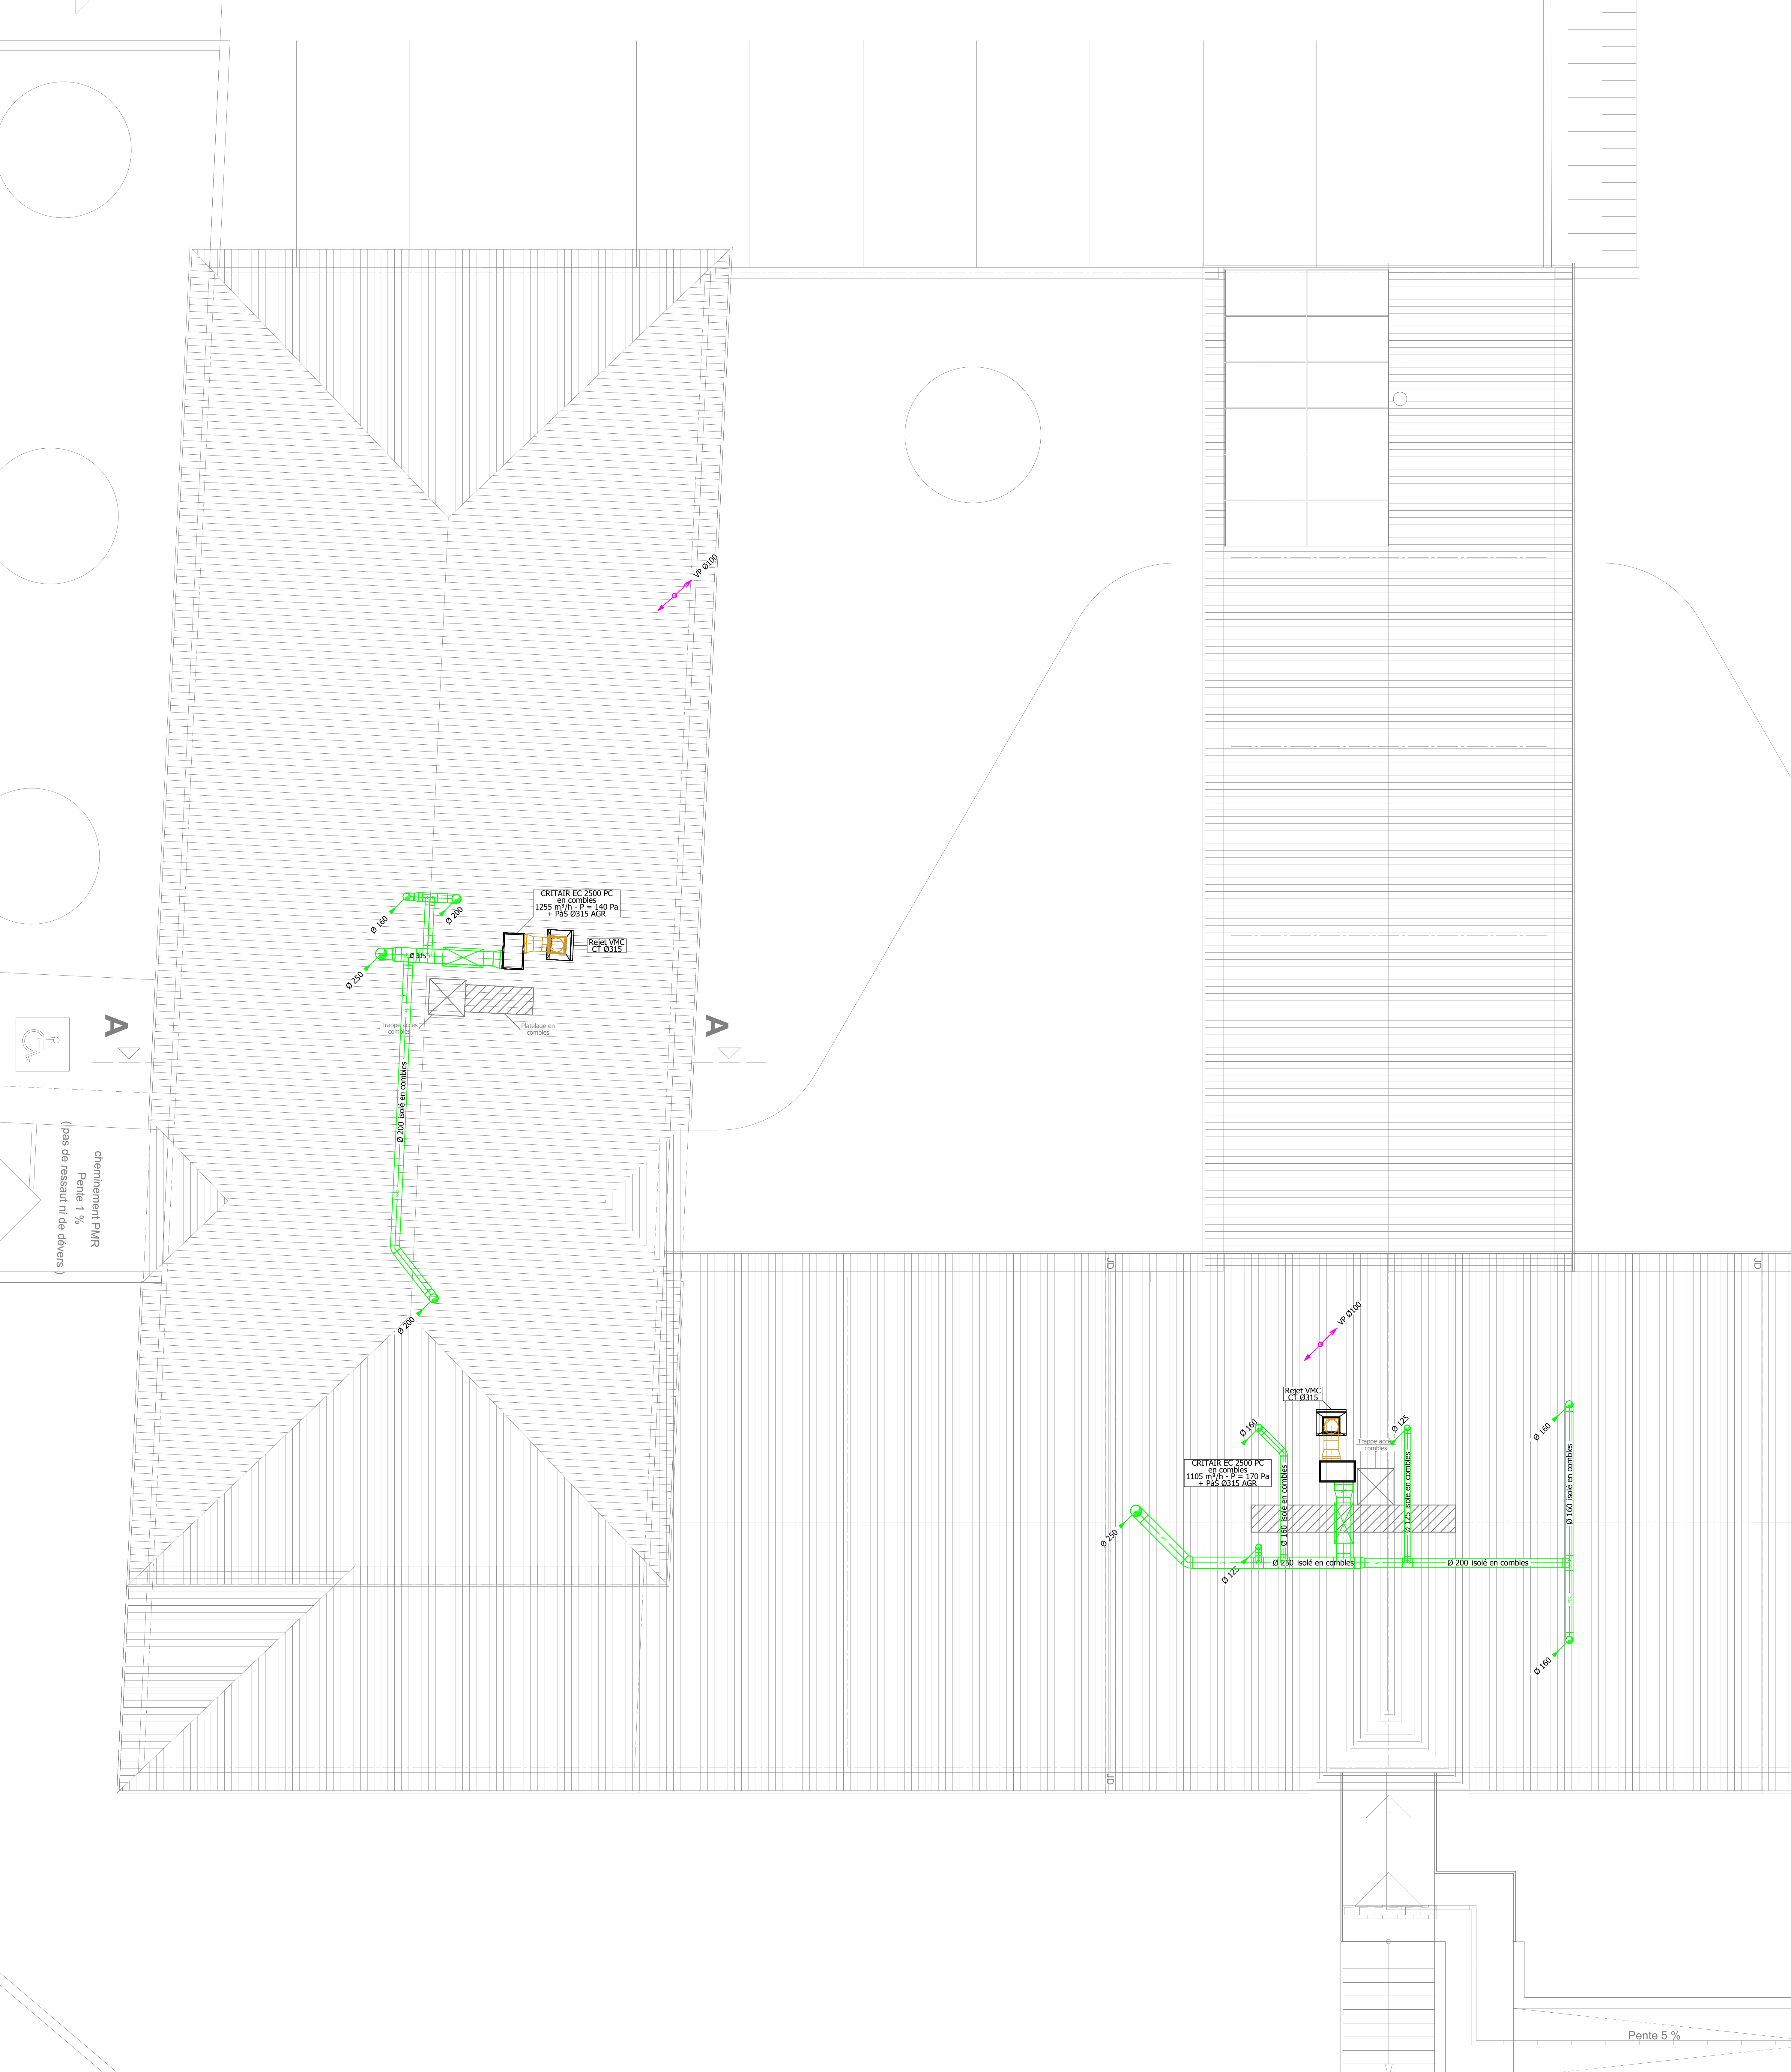 VP Ø100
CRITAIR EC 2500 PC
en combles
1255 m³/h - P = 140 Pa
+ PàS Ø315 AGR
Ø 160
Ø 200
Rejet VMC
CT Ø315
Ø 315
Ø 250
Trappe accès
combles
Platelage en
combles
A
A
Ø 200 isolé en combles
cheminement PMR
Pente 1 %
( pas de ressaut ni de dévers )
Ø 200
JD
JD
VP Ø100
Rejet VMC
CT Ø315
Ø 160
Ø 125
Ø 160
Trappe accès
combles
CRITAIR EC 2500 PC
en combles
1105 m³/h - P = 170 Pa
+ PàS Ø315 AGR
Ø 160 isolé en combles
Ø 125 isolé en combles
Ø 160 isolé en combles
Ø 250
Ø 125
Ø 250 isolé en combles
Ø 200 isolé en combles
Ø 160
JD
Pente 5 %